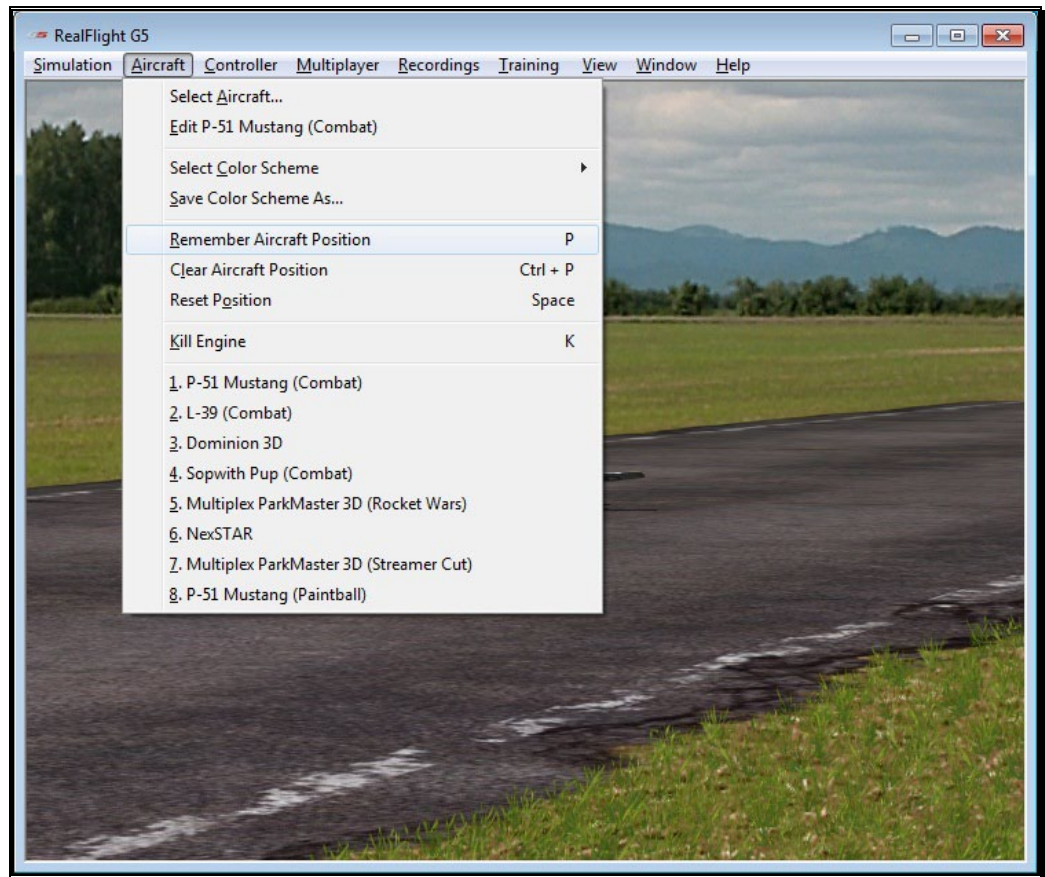 RealFlight G5
Simulation Aircraft Controller Multiplayer Recordings Training View Window Help
Select Aircraft...
Edit P-51 Mustang (Combat)
Select Color Scheme
Save Color Scheme As...
Remember Aircraft Position P
Clear Aircraft Position Ctrl + P
Reset Position Space
Kill Engine K
1. P-51 Mustang (Combat)
2. L-39 (Combat)
3. Dominion 3D
4. Sopwith Pup (Combat)
5. Multiplex ParkMaster 3D (Rocket Wars)
6. NexSTAR
7. Multiplex ParkMaster 3D (Streamer Cut)
8. P-51 Mustang (Paintball)